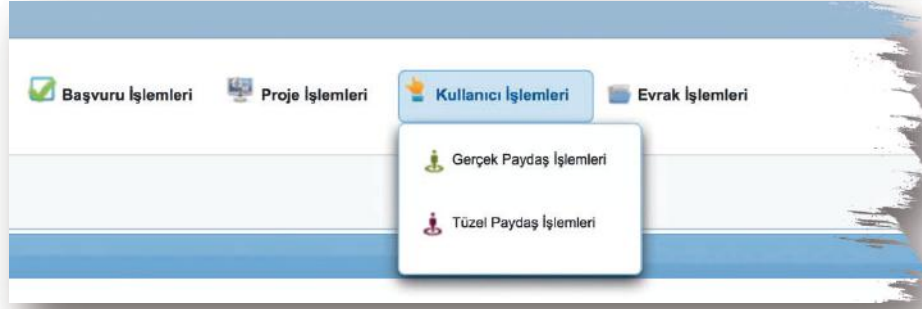 Başvuru İşlemleri
Proje İşlemleri
Kullanıcı İşlemleri
Evrak İşlemleri
Gerçek Paydaş İşlemleri
Tüzel Paydaş İşlemleri